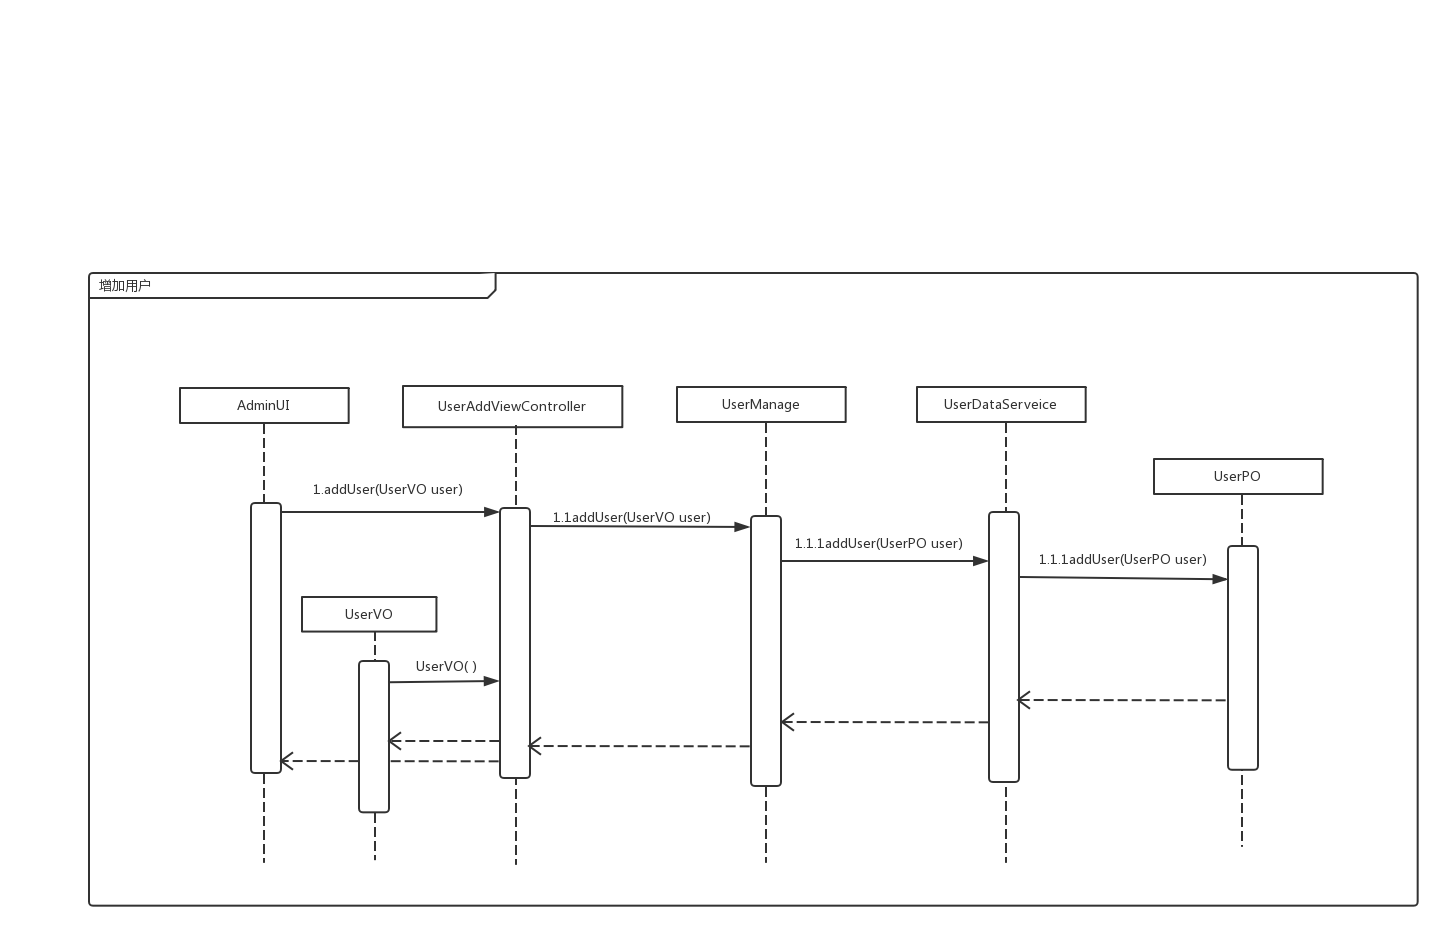 增加用户
AdminUI
UserAddViewController
UserManage
UserDataServeice
UserPO
1.addUser(UserVO user)
1.1addUser(UserVO user)
1.1.1addUser(UserPO user)
1.1.1addUser(UserPO user)
UserVO
UserVO( )